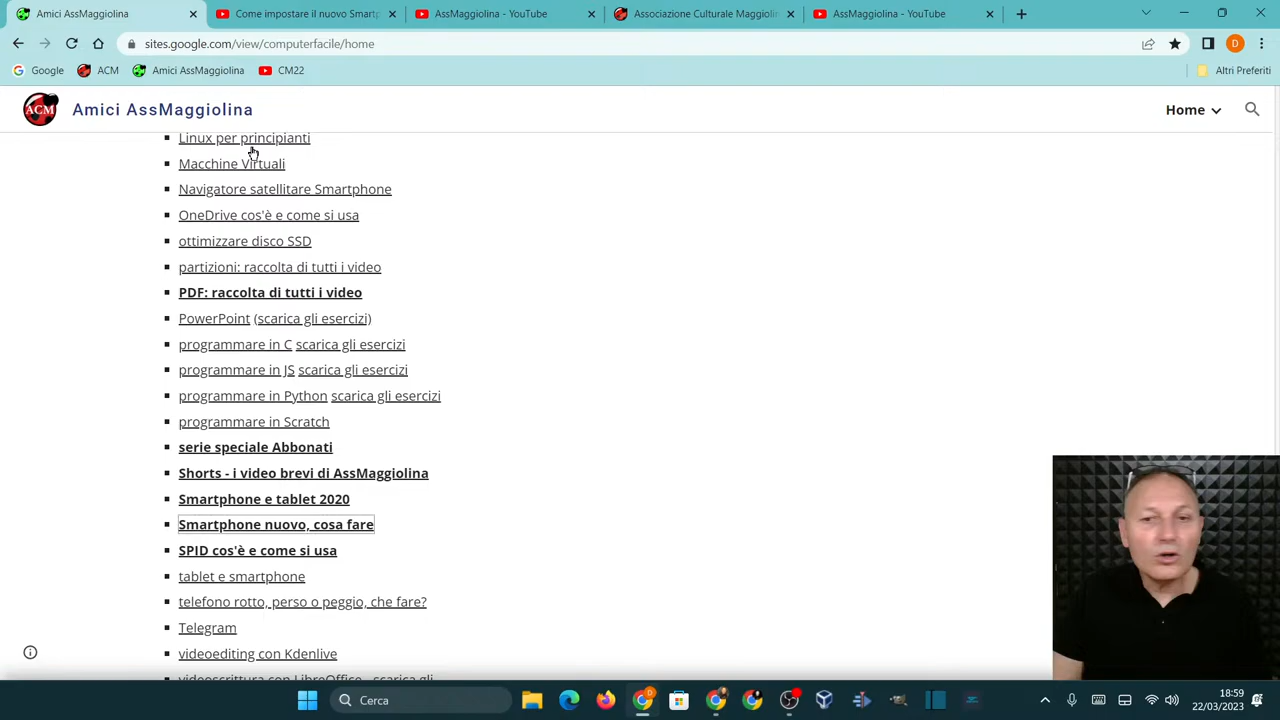 Amici AssMaggiolina
Come impostare il nuovo Smartp
AssMaggiolina - YouTube
Associazione Culturale Maggiolin
AssMaggiolina - YouTube
sites.google.com/view/computerfacile/home
D
Google
ACM
Amici AssMaggiolina
CM22
Altri Preferiti
ACM
Amici AssMaggiolina
Home
Linux per principianti
Macchine Virtuali
Navigatore satellitare Smartphone
OneDrive cos'è e come si usa
ottimizzare disco SSD
partizioni: raccolta di tutti i video
PDF: raccolta di tutti i video
PowerPoint (scarica gli esercizi)
programmare in C scarica gli esercizi
programmare in JS scarica gli esercizi
programmare in Python scarica gli esercizi
programmare in Scratch
serie speciale Abbonati
Shorts - i video brevi di AssMaggiolina
Smartphone e tablet 2020
Smartphone nuovo, cosa fare
SPID cos'è e come si usa
tablet e smartphone
telefono rotto, perso o peggio, che fare?
Telegram
videoediting con Kdenlive
videoscrittura con LibreOffice - scarica gli
Cerca
18:59
22/03/2023